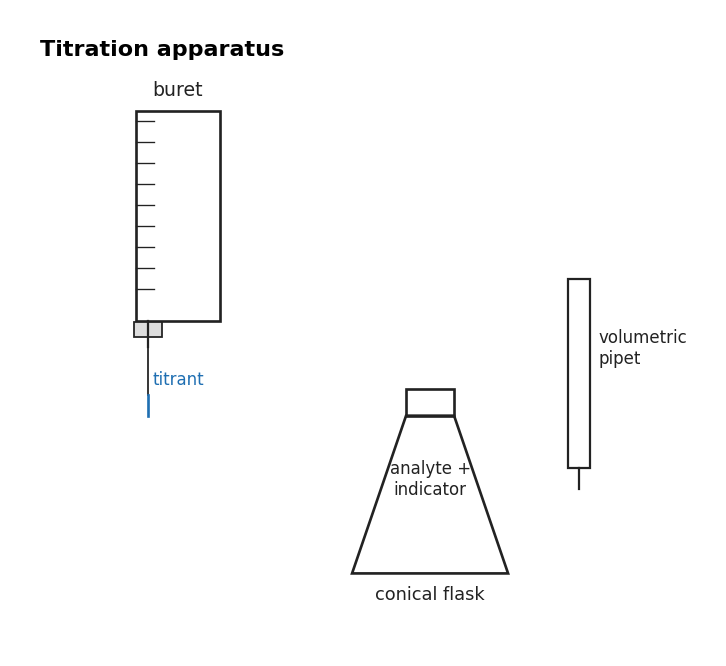 Titration apparatus
buret
titrant
volumetric
pipet
analyte +
indicator
conical flask